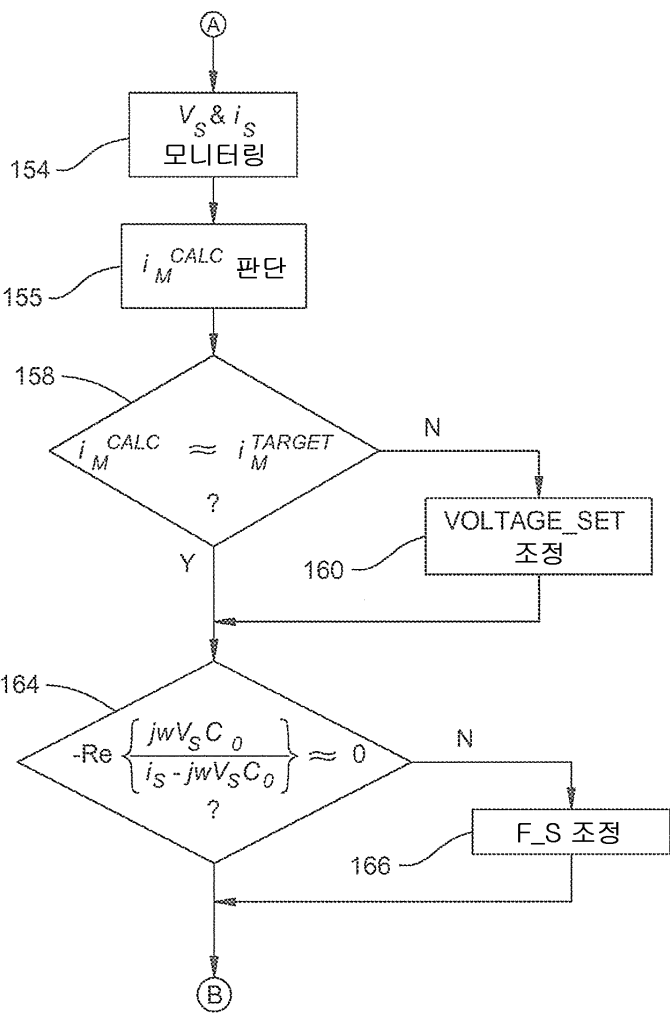 A
V_S & i_S
모니터링
154
i_M^CALC 판단
155
158
i_M^CALC ≈ i_M^TARGET
?
N
VOLTAGE_SET
조정
160
Y
164
-Re { jwV_S C_0 / i_S - jwV_S C_0 } ≈ 0
?
N
F_S 조정
166
B